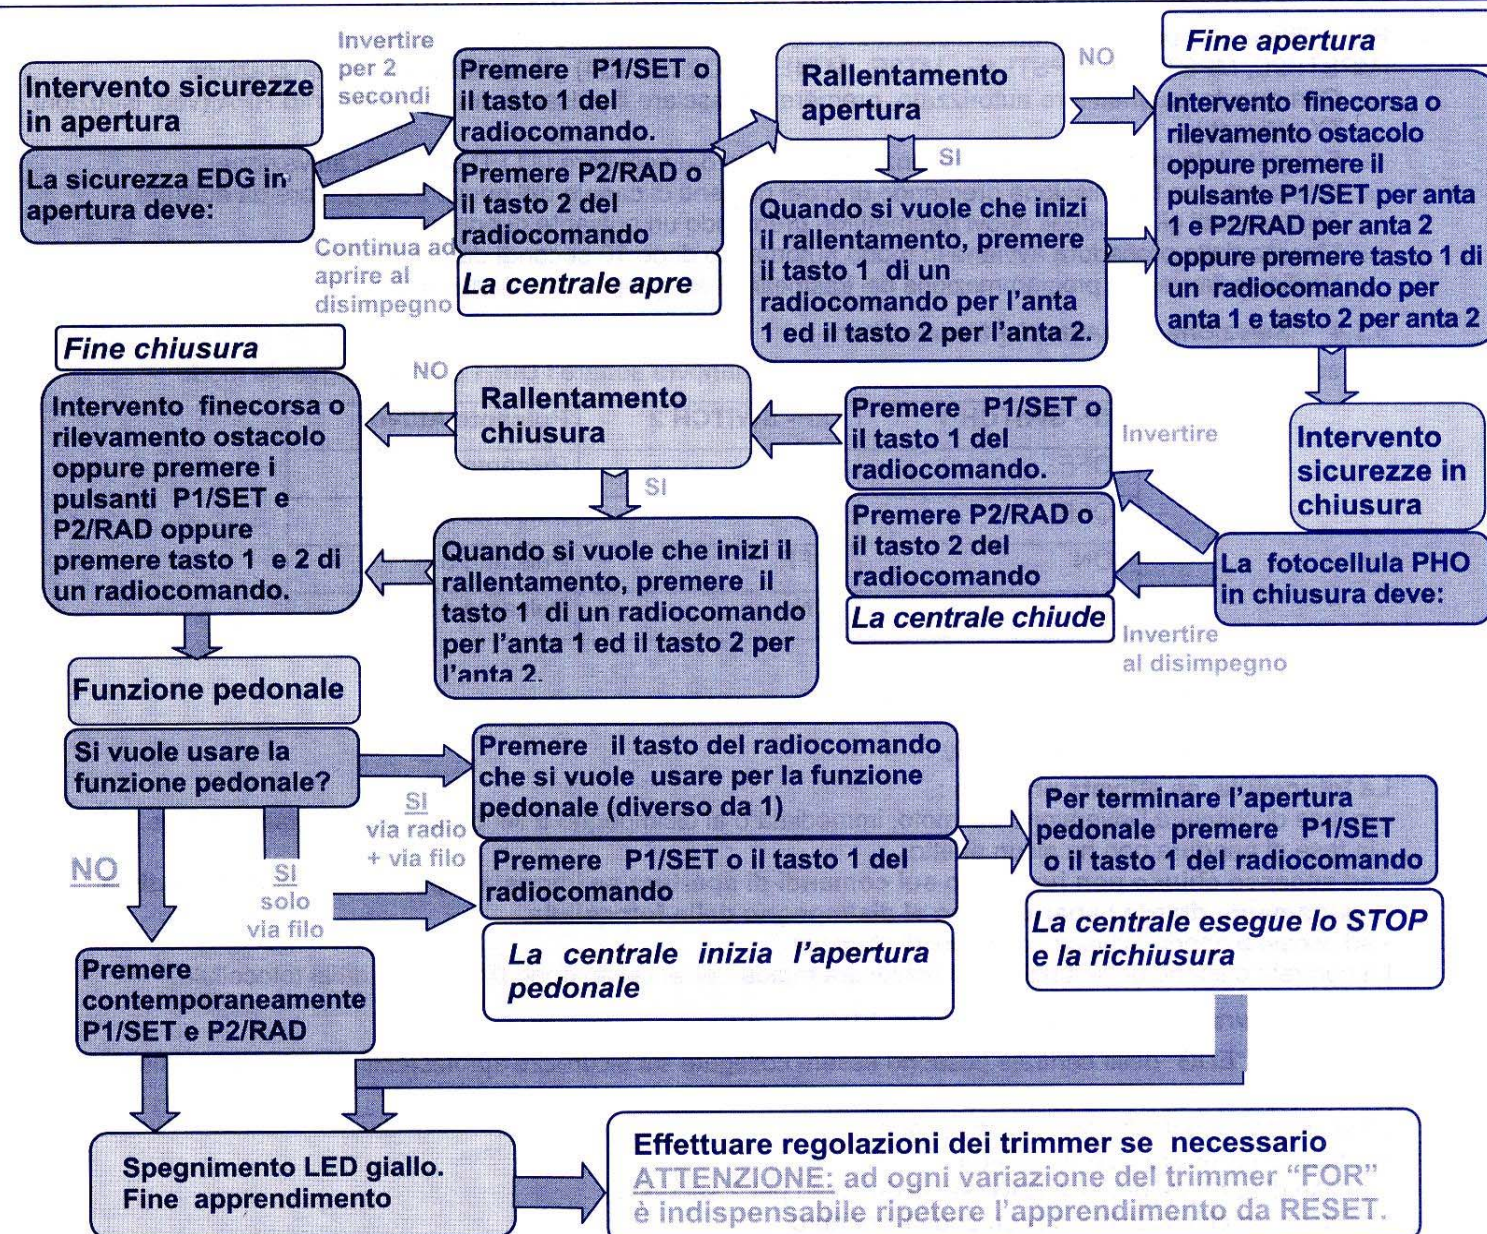 Intervento sicurezze
in apertura
La sicurezza EDG in
apertura deve:
Invertire
per 2
secondi
Continua ad
aprire al
disimpegno
Premere P1/SET o
il tasto 1 del
radiocomando.
Premere P2/RAD o
il tasto 2 del
radiocomando
La centrale apre
Rallentamento
apertura
NO
SI
Quando si vuole che inizi
il rallentamento, premere
il tasto 1 di un
radiocomando per l'anta
1 ed il tasto 2 per l'anta 2.
Fine apertura
Intervento finecorsa o
rilevamento ostacolo
oppure premere il
pulsante P1/SET per anta
1 e P2/RAD per anta 2
oppure premere tasto 1 di
un radiocomando per
anta 1 e tasto 2 per anta 2
Intervento
sicurezze in
chiusura
La fotocellula PHO
in chiusura deve:
Invertire
Invertire
al disimpegno
Premere P1/SET o
il tasto 1 del
radiocomando.
Premere P2/RAD o
il tasto 2 del
radiocomando
La centrale chiude
Rallentamento
chiusura
NO
SI
Quando si vuole che inizi il
rallentamento, premere il
tasto 1 di un radiocomando
per l'anta 1 ed il tasto 2 per
l'anta 2.
Fine chiusura
Intervento finecorsa o
rilevamento ostacolo
oppure premere i
pulsanti P1/SET e
P2/RAD oppure
premere tasto 1 e 2 di
un radiocomando.
Funzione pedonale
Si vuole usare la
funzione pedonale?
NO
SI
solo
via filo
SI
via radio
+ via filo
Premere il tasto del radiocomando
che si vuole usare per la funzione
pedonale (diverso da 1)
Premere P1/SET o il tasto 1 del
radiocomando
La centrale inizia l'apertura
pedonale
Per terminare l'apertura
pedonale premere P1/SET
o il tasto 1 del radiocomando
La centrale esegue lo STOP
e la richiusura
Premere
contemporaneamente
P1/SET e P2/RAD
Spegnimento LED giallo.
Fine apprendimento
Effettuare regolazioni dei trimmer se necessario
ATTENZIONE: ad ogni variazione del trimmer "FOR"
è indispensabile ripetere l'apprendimento da RESET.